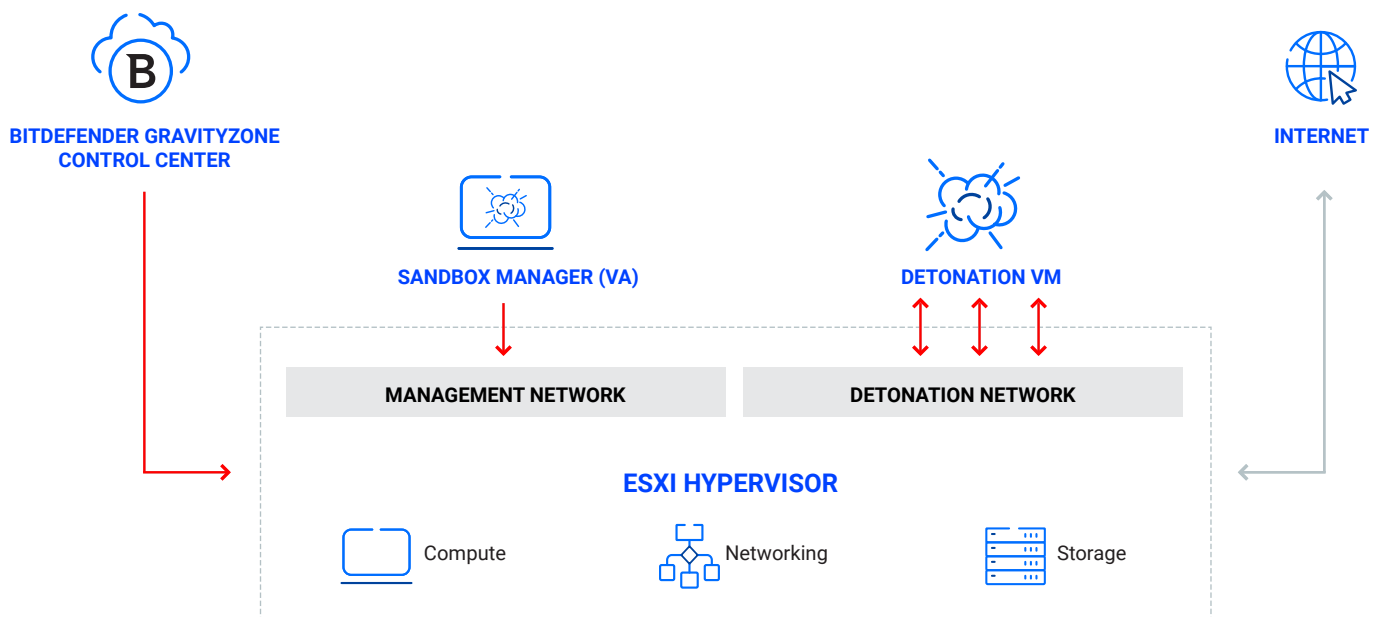 B
BITDEFENDER GRAVITYZONE
CONTROL CENTER
INTERNET
SANDBOX MANAGER (VA)
DETONATION VM
MANAGEMENT NETWORK
DETONATION NETWORK
ESXI HYPERVISOR
Compute
Networking
Storage